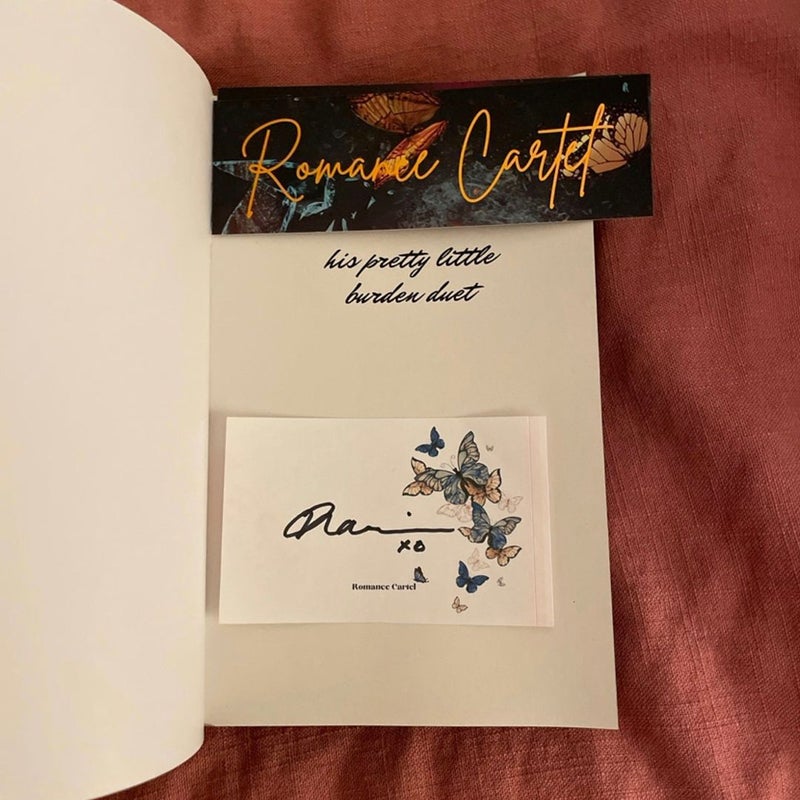 Romance Cartel
his pretty little
burden duet
xo
Romance Cartel